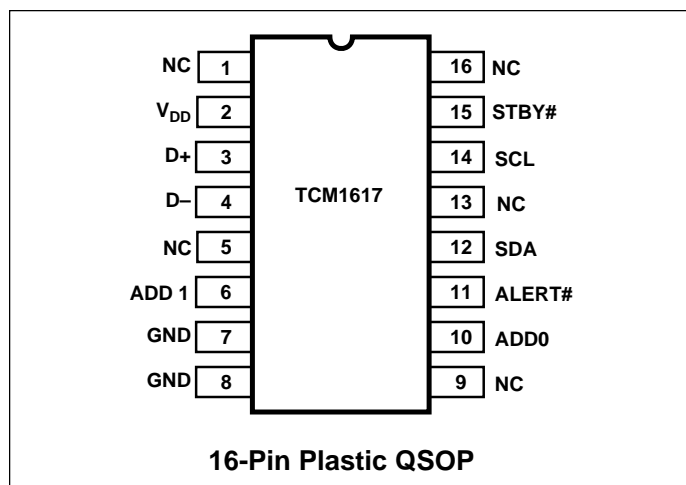 NC 1 16 NC
VDD 2 15 STBY#
D+ 3 14 SCL
D– 4 TCM1617 13 NC
NC 5 12 SDA
ADD 1 6 11 ALERT#
GND 7 10 ADD0
GND 8 9 NC
16-Pin Plastic QSOP